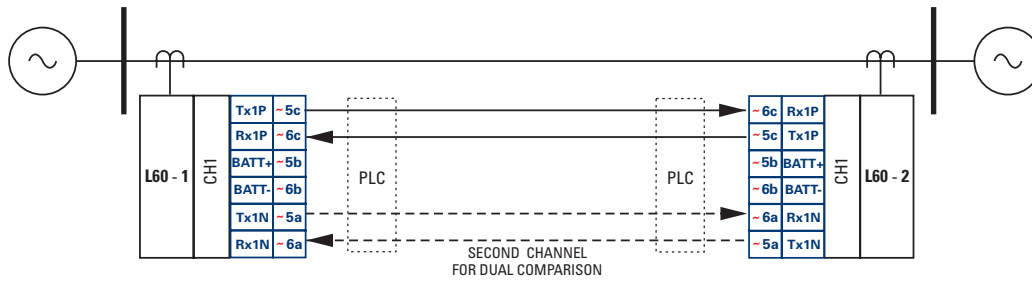 L60 - 1
CH1
Tx1P ~5c
Rx1P ~6c
BATT+ ~5b
BATT- ~6b
Tx1N ~5a
Rx1N ~6a
PLC
PLC
~6c Rx1P
~5c Tx1P
~5b BATT+
~6b BATT-
~6a Rx1N
~5a Tx1N
CH1
L60 - 2
SECOND CHANNEL
FOR DUAL COMPARISON